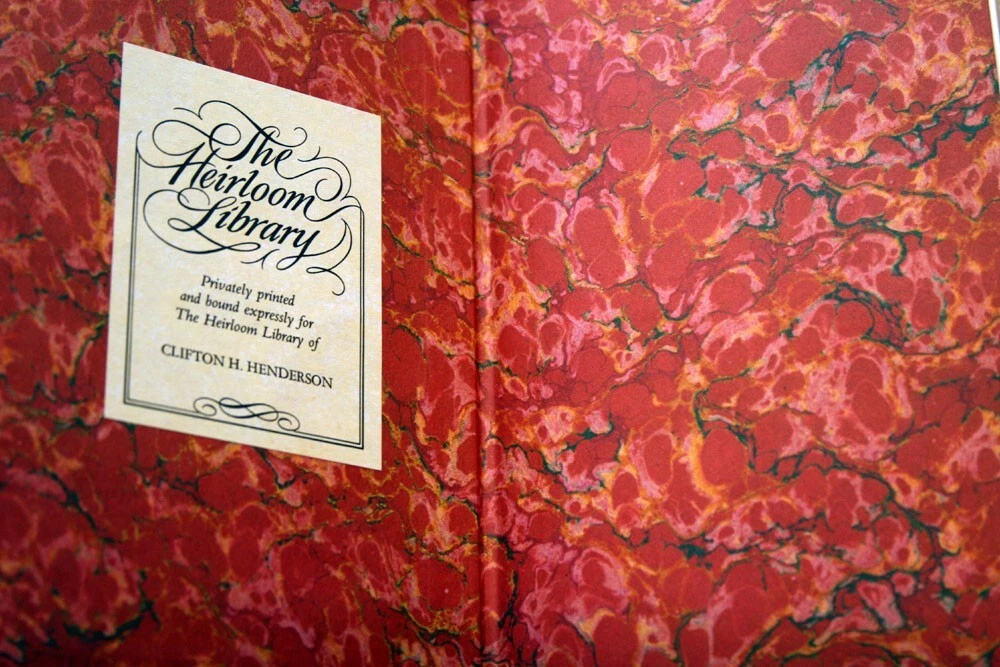 The
Heirloom
Library
Privately printed
and bound expressly for
The Heirloom Library of
CLIFTON H. HENDERSON